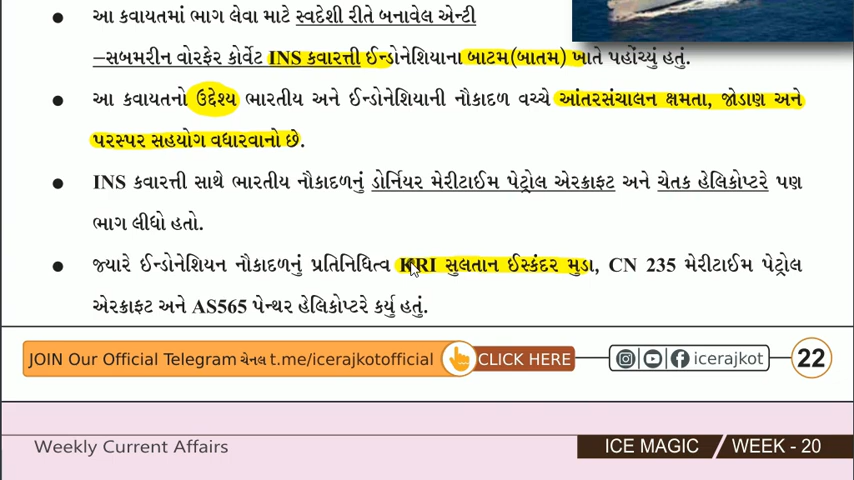 ● આ કવાયતમાં ભાગ લેવા માટે સ્વદેશી રીતે બનાવેલ એન્ટી
–સબમરીન વોરફેર કોર્વેટ INS કવારત્તી ઈન્ડોનેશિયાના બાટમ(બાતમ) ખાતે પહોંચ્યું હતું.
● આ કવાયતનો ઉદ્દેશ્ય ભારતીય અને ઈન્ડોનેશિયાની નૌકાદળ વચ્ચે આંતરસંચાલન ક્ષમતા, જોડાણ અને
પરસ્પર સહયોગ વધારવાનો છે.
● INS કવારત્તી સાથે ભારતીય નૌકાદળનું ડોર્નિયર મેરીટાઈમ પેટ્રોલ એરક્રાફ્ટ અને ચેતક હેલિકોપ્ટરે પણ
ભાગ લીધો હતો.
● જ્યારે ઈન્ડોનેશિયન નૌકાદળનું પ્રતિનિધિત્વ KRI સુલતાન ઈસ્કંદર મુડા, CN 235 મેરીટાઈમ પેટ્રોલ
એરક્રાફ્ટ અને AS565 પેન્થર હેલિકોપ્ટરે કર્યુ હતું.
JOIN Our Official Telegram ચેનલ t.me/icerajkotofficial CLICK HERE icerajkot 22
Weekly Current Affairs ICE MAGIC WEEK - 20